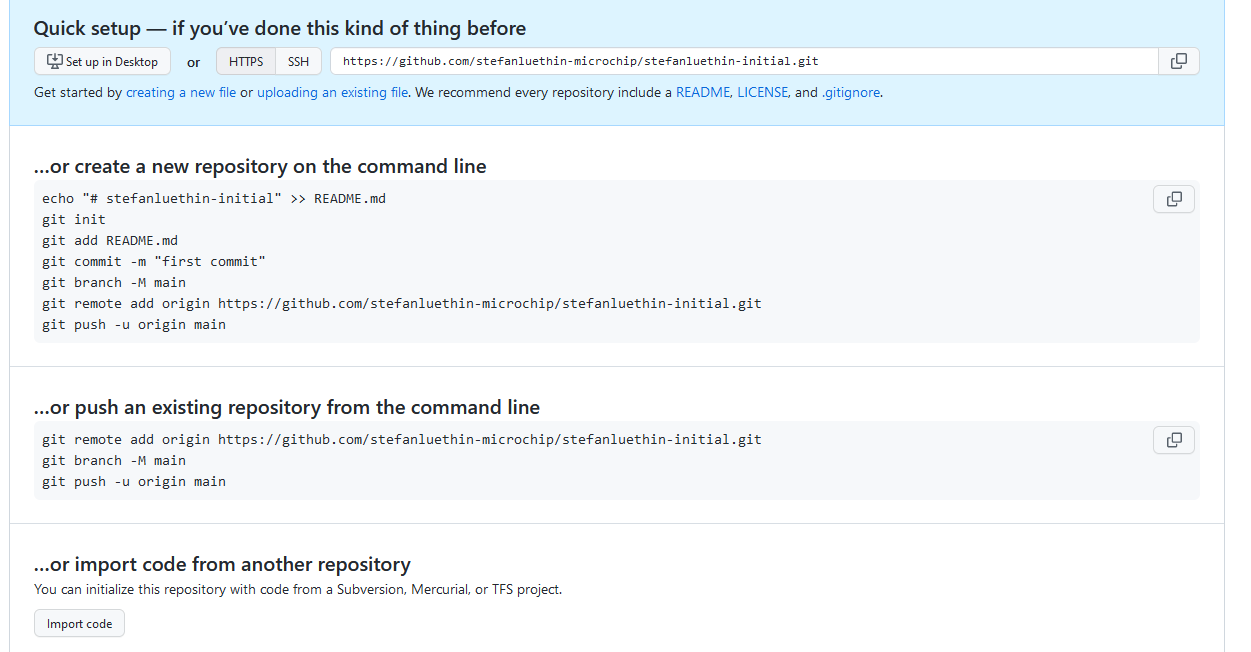 Quick setup — if you’ve done this kind of thing before
Set up in Desktop or HTTPS SSH https://github.com/stefanluethin-microchip/stefanluethin-initial.git
Get started by creating a new file or uploading an existing file. We recommend every repository include a README, LICENSE, and .gitignore.
…or create a new repository on the command line
echo "# stefanluethin-initial" >> README.md
git init
git add README.md
git commit -m "first commit"
git branch -M main
git remote add origin https://github.com/stefanluethin-microchip/stefanluethin-initial.git
git push -u origin main
…or push an existing repository from the command line
git remote add origin https://github.com/stefanluethin-microchip/stefanluethin-initial.git
git branch -M main
git push -u origin main
…or import code from another repository
You can initialize this repository with code from a Subversion, Mercurial, or TFS project.
Import code